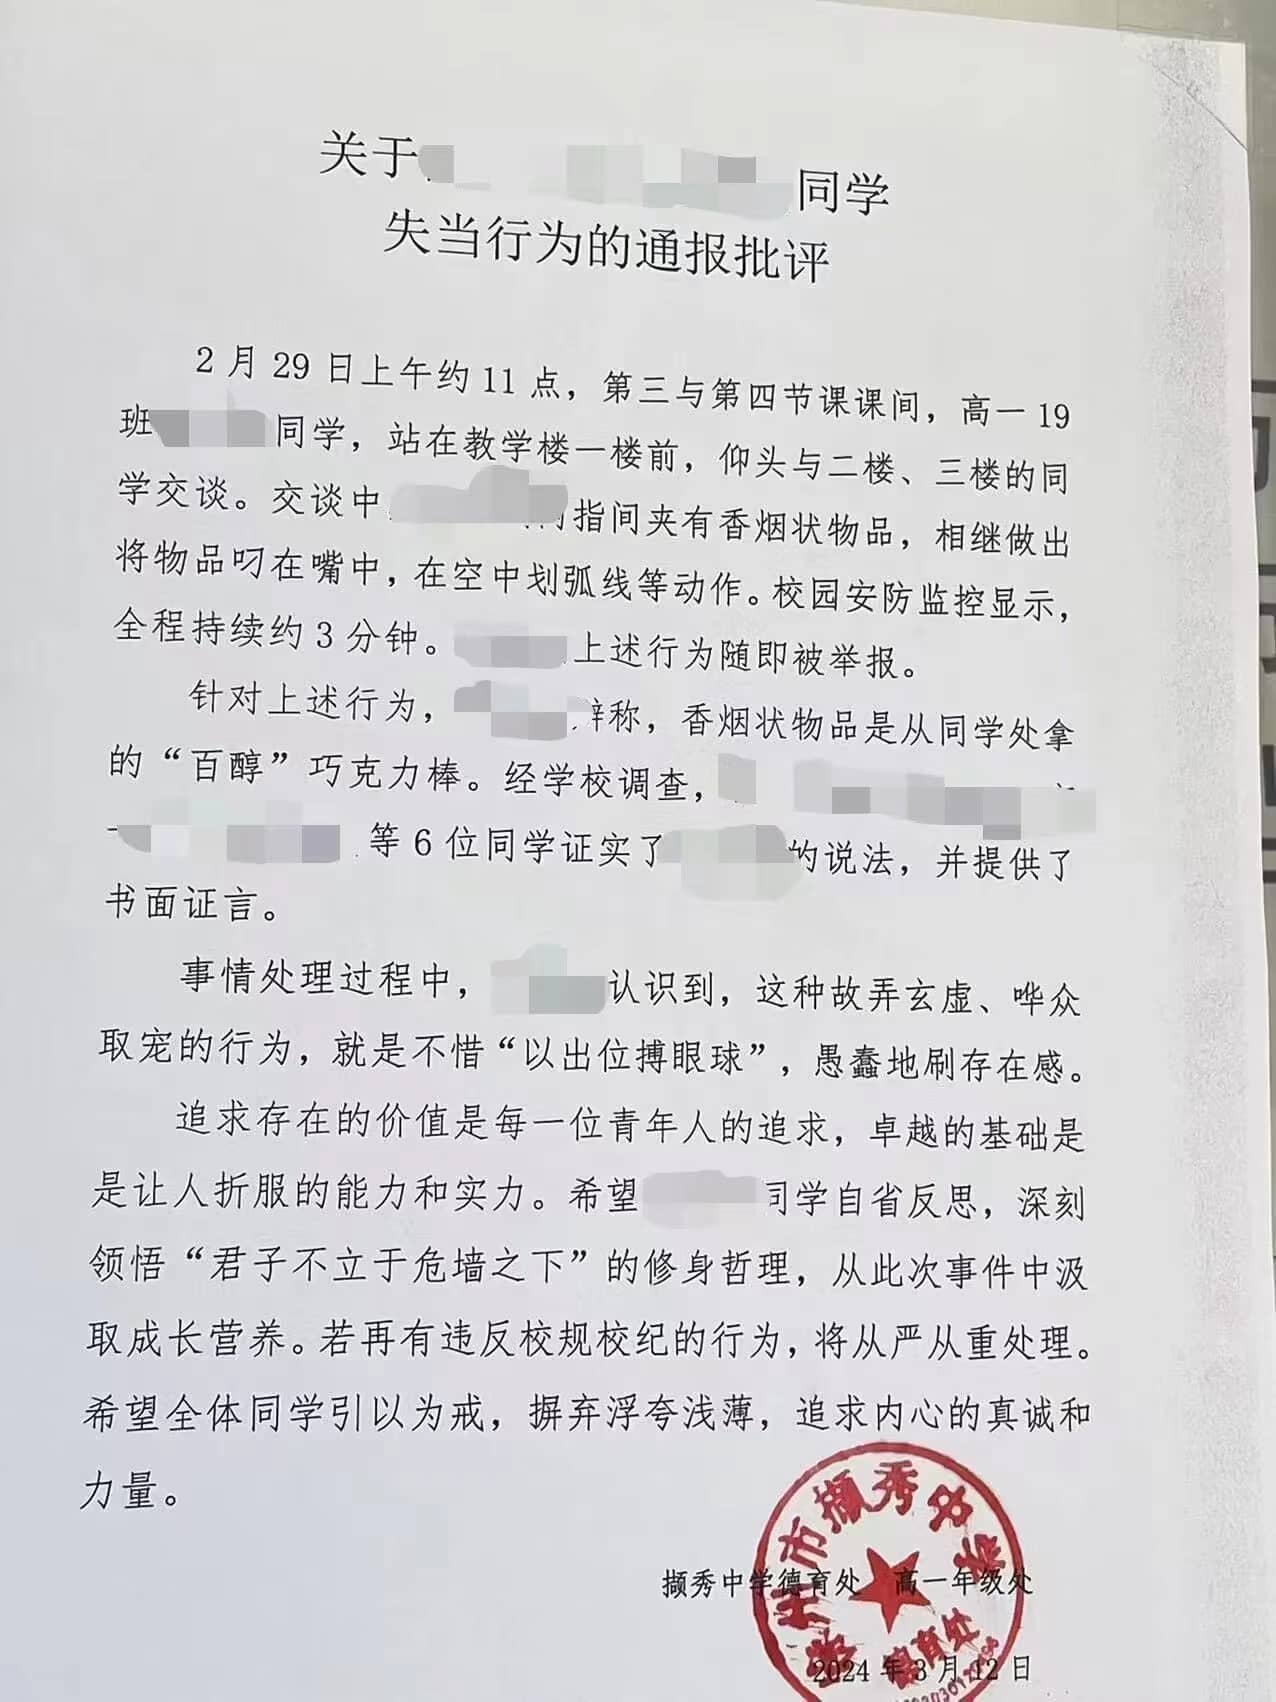 关于 同学
失当行为的通报批评
2月29日上午约11点，第三与第四节课课间，高一19
班 同学，站在教学楼一楼前，仰头与二楼、三楼的同
学交谈。交谈中 指间夹有香烟状物品，相继做出
将物品叼在嘴中，在空中划弧线等动作。校园安防监控显示，
全程持续约3分钟。 上述行为随即被举报。
针对上述行为， 辩称，香烟状物品是从同学处拿
的“百醇”巧克力棒。经学校调查，
等6位同学证实了 的说法，并提供了
书面证言。
事情处理过程中， 认识到，这种故弄玄虚、哗众
取宠的行为，就是不惜“以出位搏眼球”，愚蠢地刷存在感。
追求存在的价值是每一位青年人的追求，卓越的基础是
是让人折服的能力和实力。希望 同学自省反思，深刻
领悟“君子不立于危墙之下”的修身哲理，从此次事件中汲
取成长营养。若再有违反校规校纪的行为，将从严从重处理。
希望全体同学引以为戒，摒弃浮夸浅薄，追求内心的真诚和
力量。
州市撷秀中学
德育处
撷秀中学德育处 高一年级处
2024年3月12日